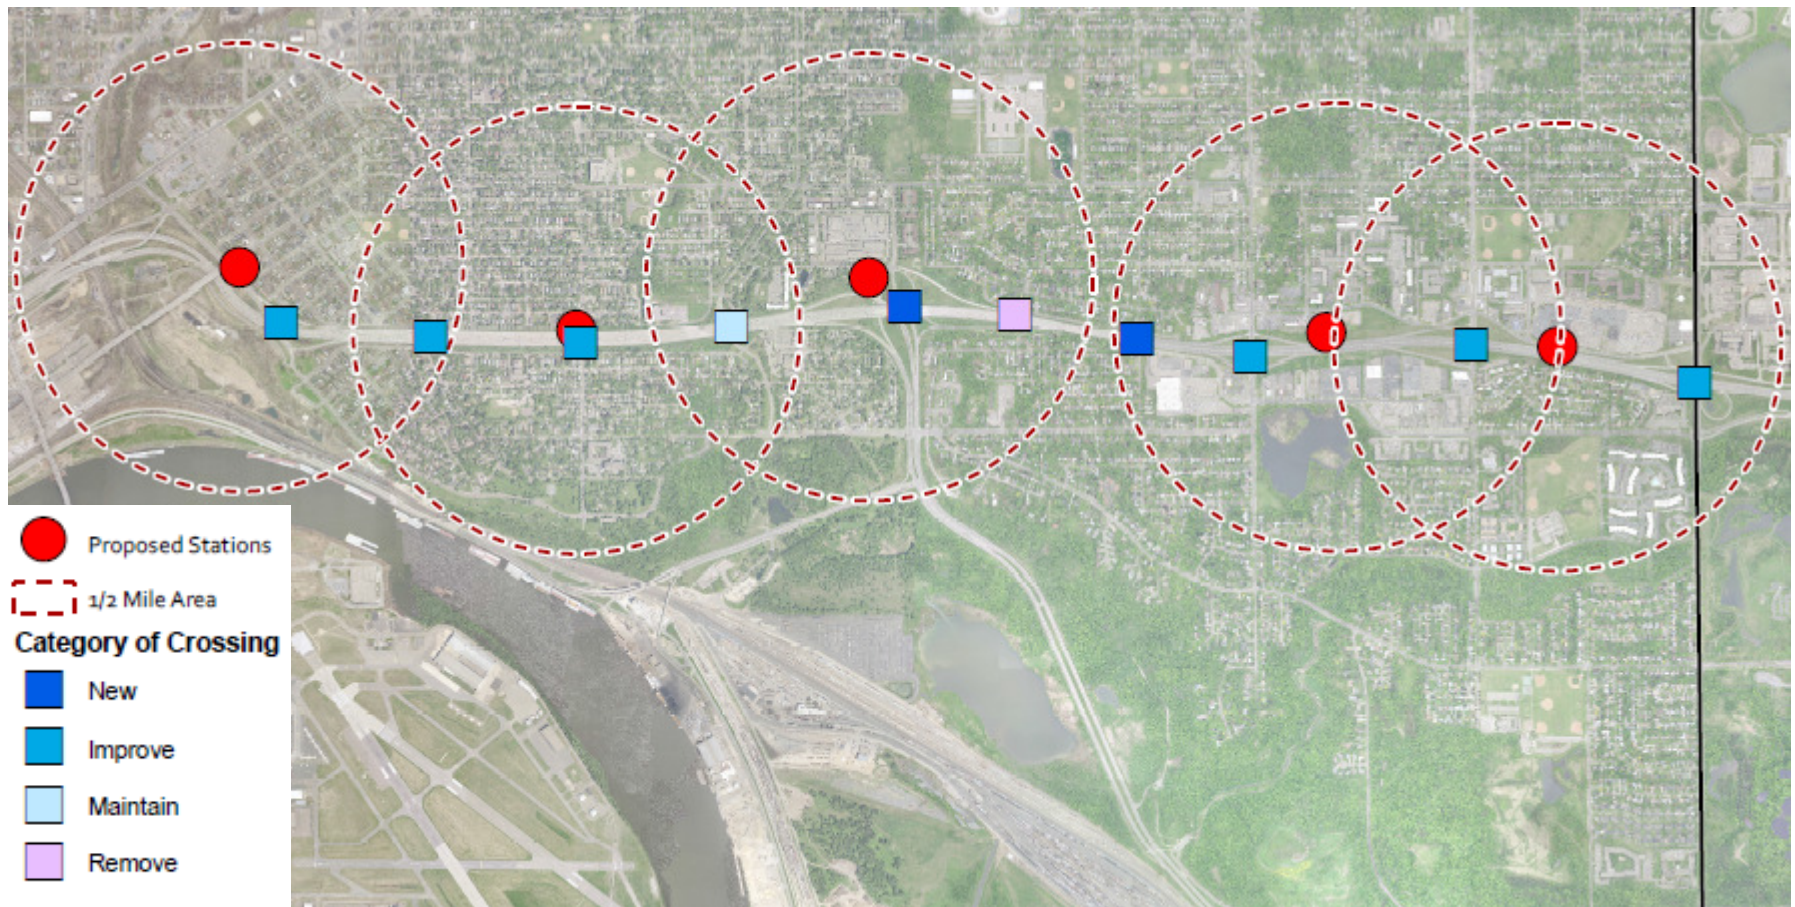 Proposed Stations
1/2 Mile Area
Category of Crossing
New
Improve
Maintain
Remove